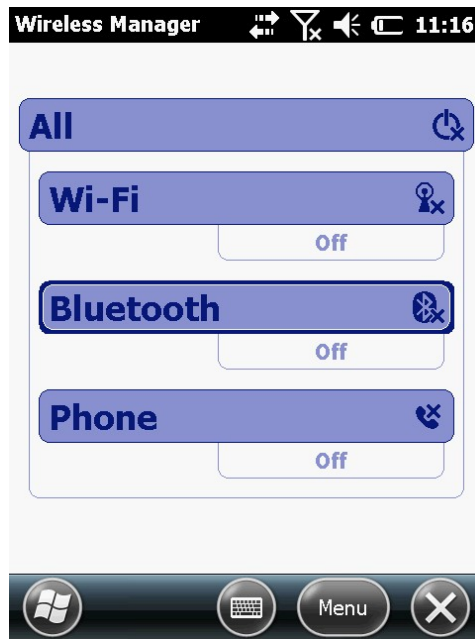 Wireless Manager 11:16
All
Wi-Fi
Off
Bluetooth
Off
Phone
Off
Menu